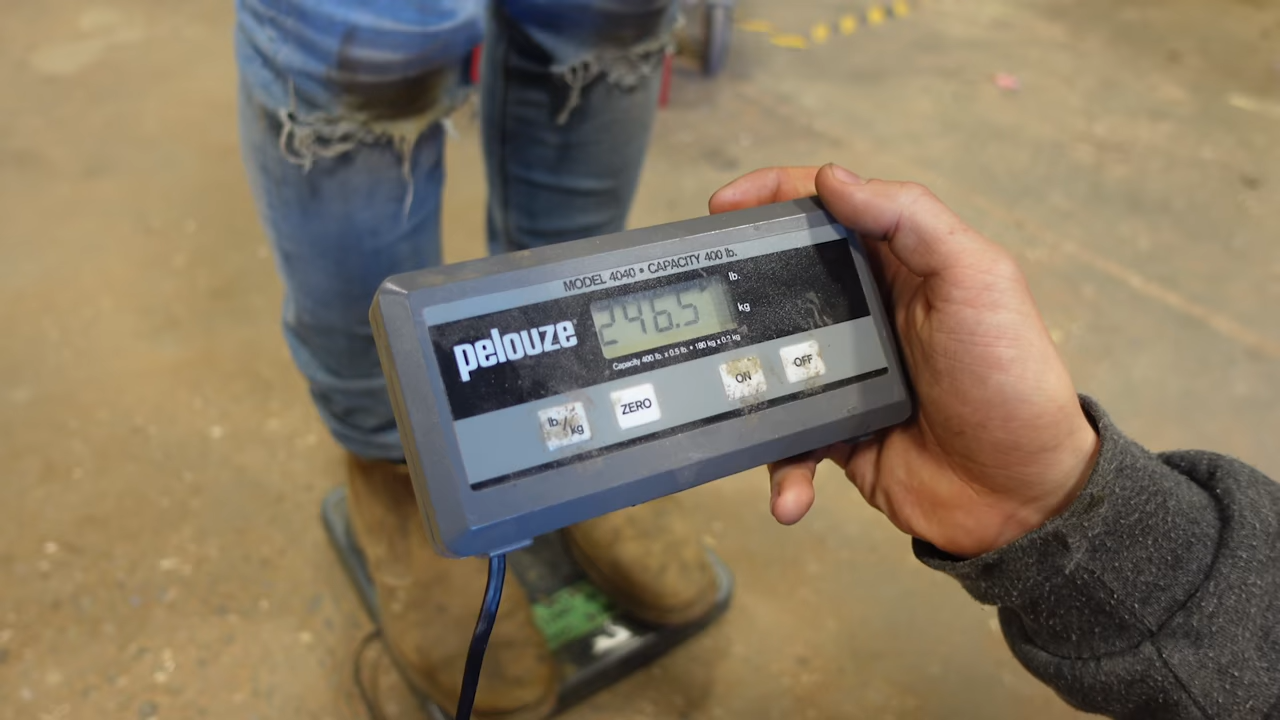 MODEL 4040 • CAPACITY 400 lb.
lb.
246.5
kg
pelouze
Capacity 400 lb. x 0.5 lb. • 180 kg x 0.2 kg
lb./kg
ZERO
ON
OFF